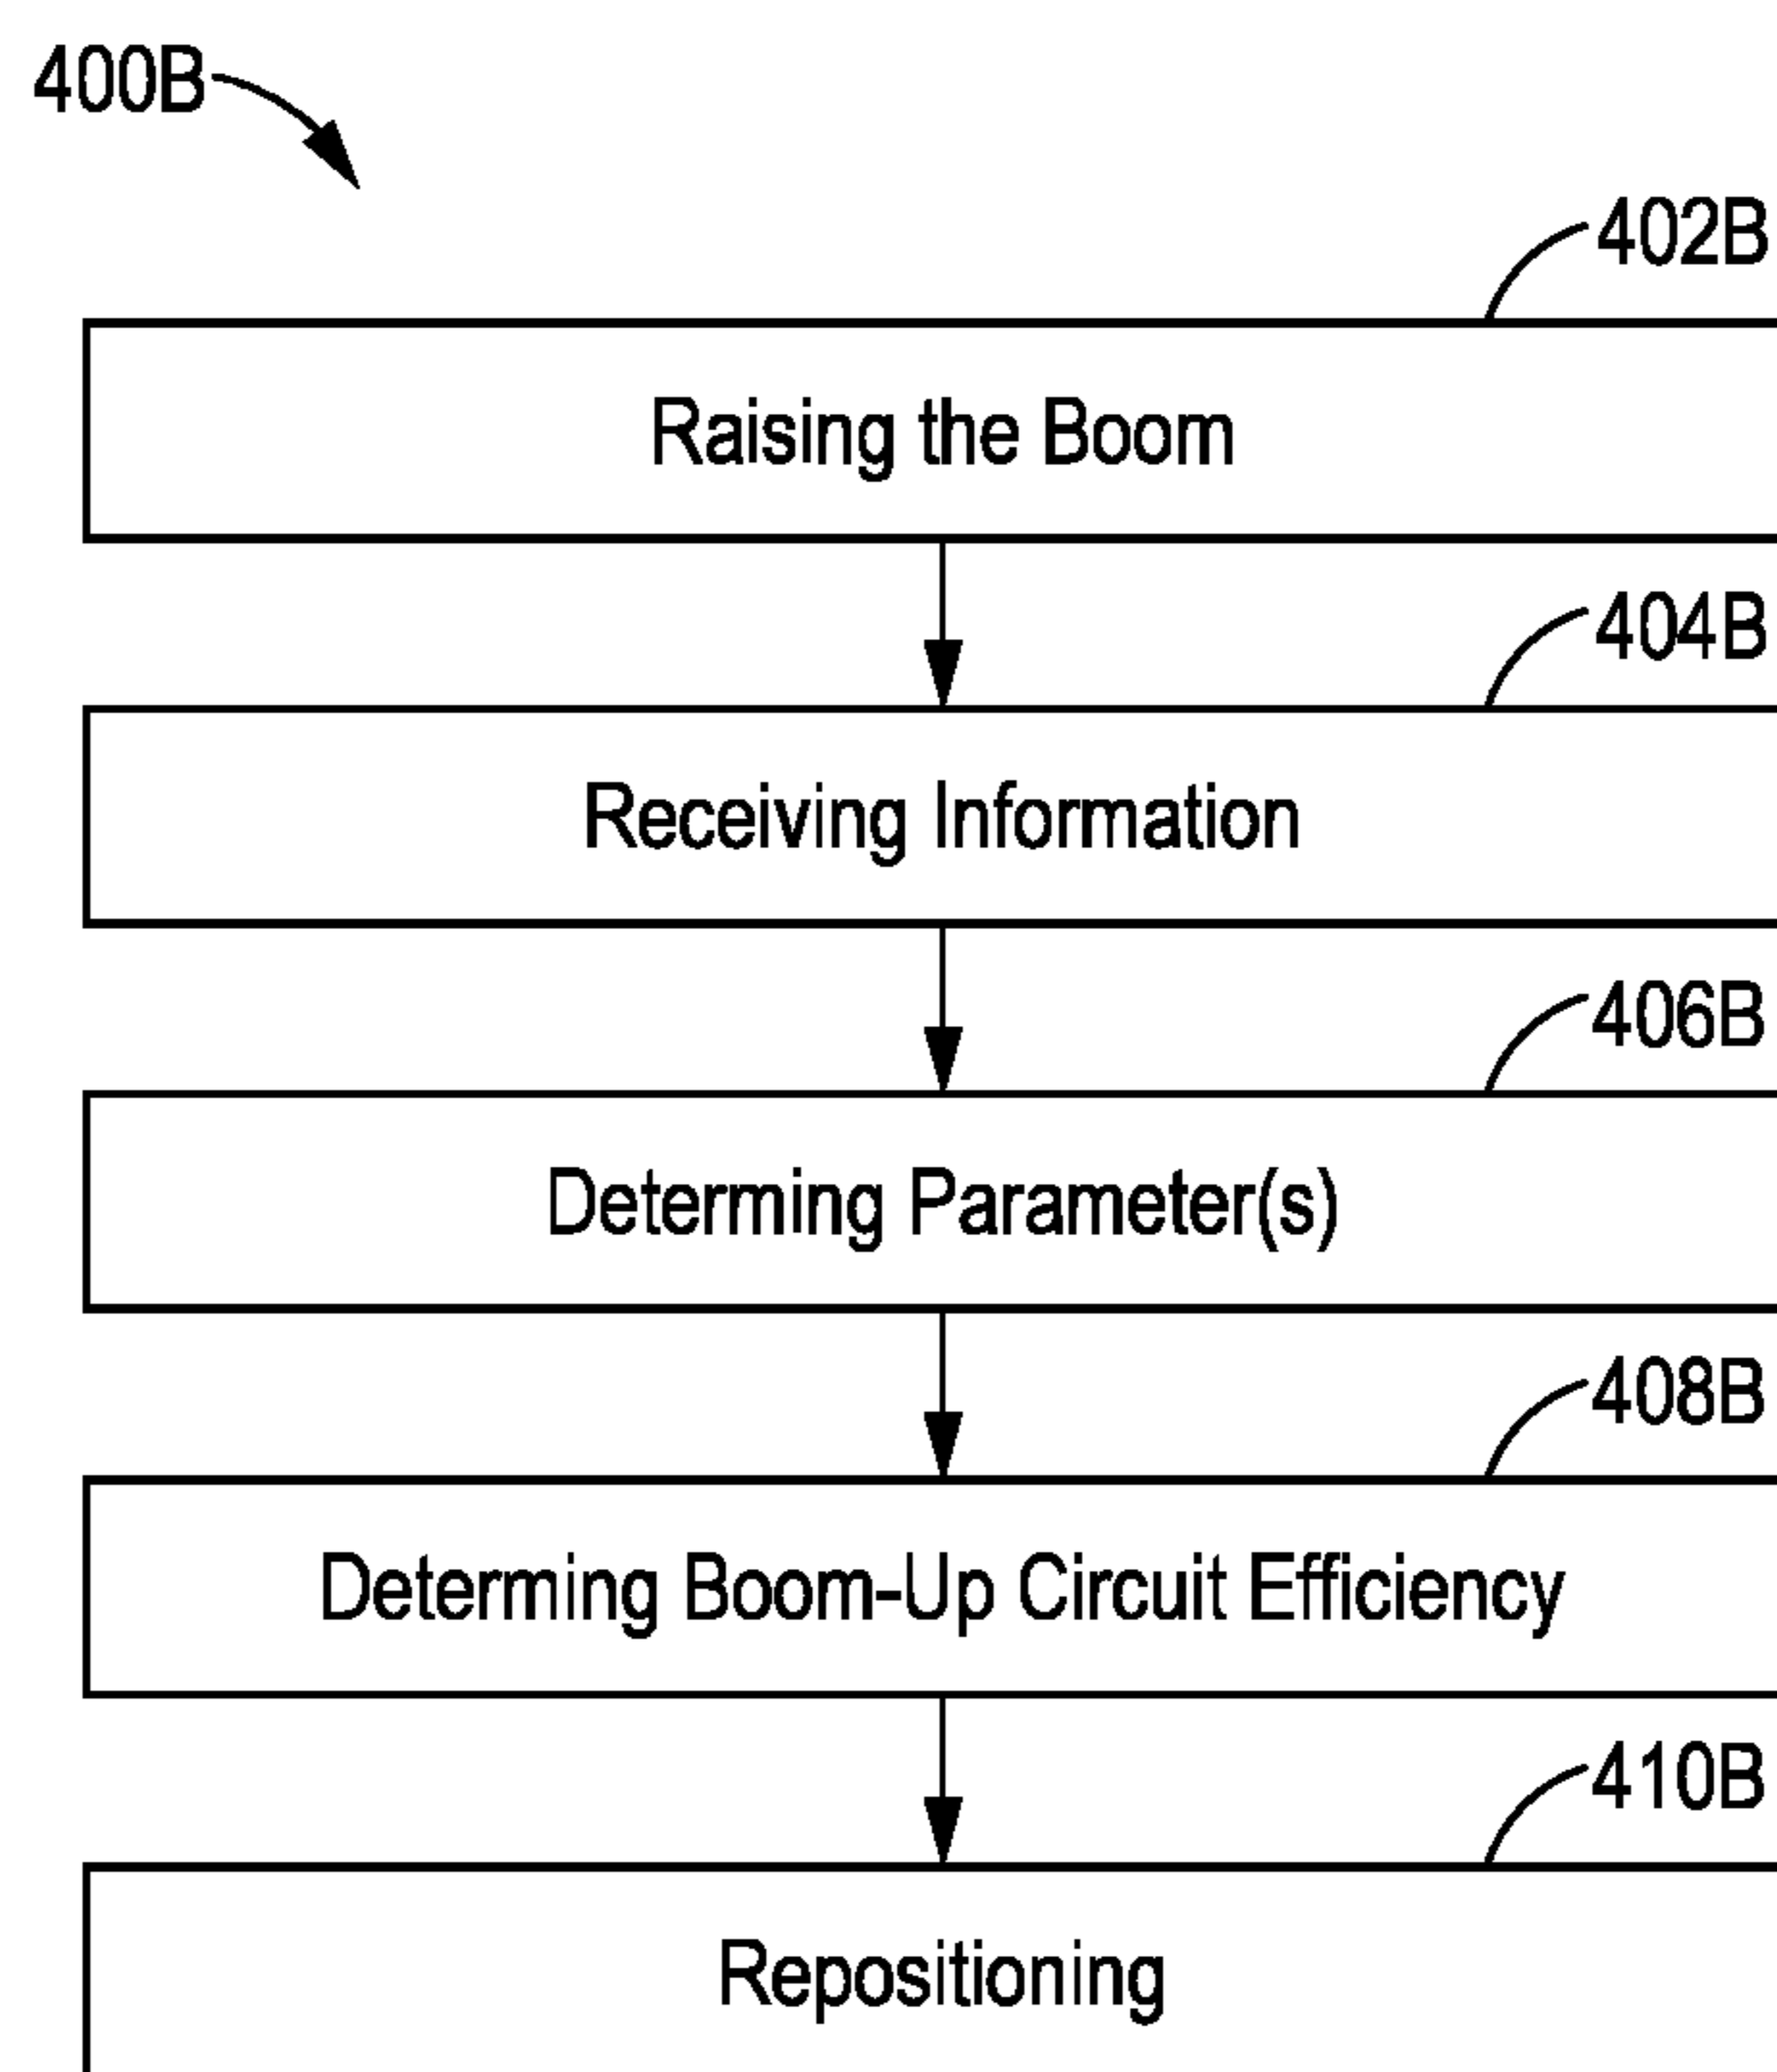 400B
402B
Raising the Boom
404B
Receiving Information
406B
Determing Parameter(s)
408B
Determing Boom-Up Circuit Efficiency
410B
Repositioning